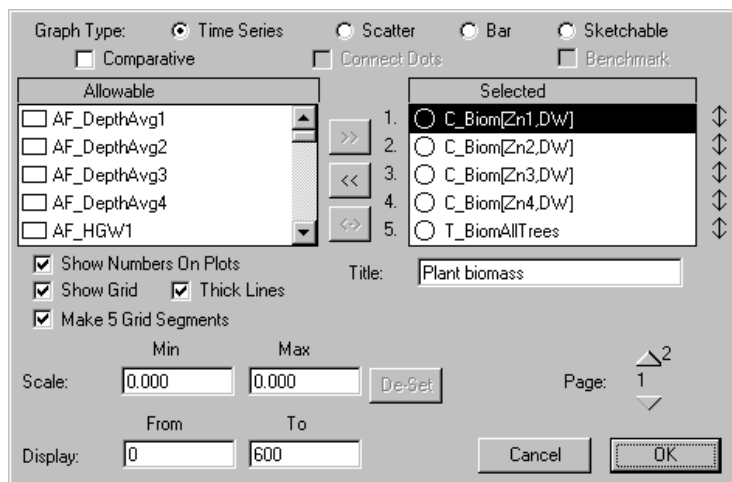 Graph Type: Time Series Scatter Bar Sketchable
Comparative Connect Dots Benchmark
Allowable Selected
AF_DepthAvg1 1. C_Biom[Zn1,DW]
AF_DepthAvg2 >> 2. C_Biom[Zn2,DW]
AF_DepthAvg3 << 3. C_Biom[Zn3,DW]
AF_DepthAvg4 4. C_Biom[Zn4,DW]
AF_HGW1 <-> 5. T_BiomAllTrees
Show Numbers On Plots
Title: Plant biomass
Show Grid Thick Lines
Make 5 Grid Segments
Min Max
Scale: 0.000 0.000 De-Set Page: 1 2
From To
Display: 0 600 Cancel OK